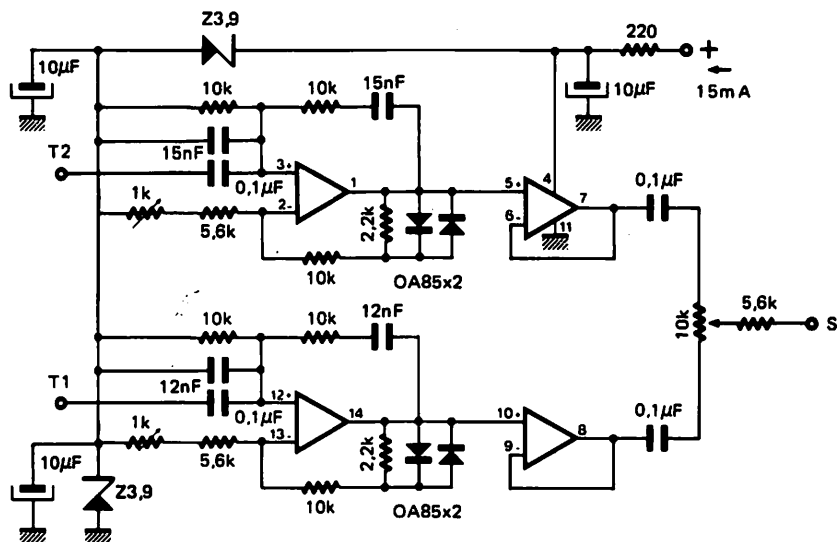 Z3,9
220
+
15mA
10µF
10µF
10k
10k
15nF
15nF
T2
0,1µF
3+
1
2-
1k
5,6k
10k
2,2k
OA85x2
5+
4
7
6-
11
0,1µF
10k
5,6k
S
10k
10k
12nF
T1
12nF
0,1µF
12+
14
13-
1k
5,6k
10k
2,2k
OA85x2
10+
8
9-
0,1µF
10µF
Z3,9